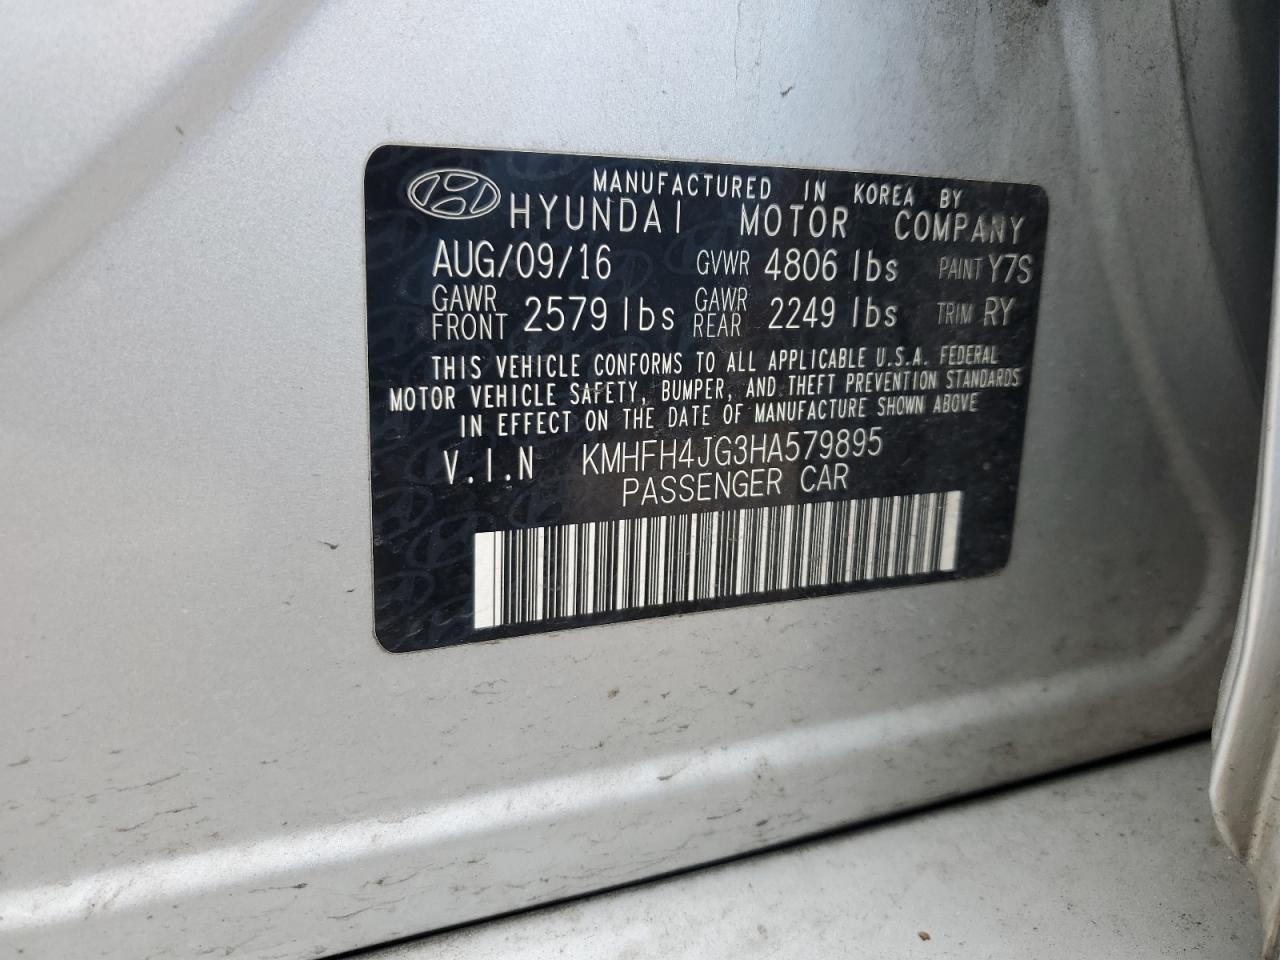 MANUFACTURED IN KOREA BY
HYUNDAI MOTOR COMPANY
AUG/09/16 GVWR 4806 lbs PAINT Y7S
GAWR FRONT 2579 lbs GAWR REAR 2249 lbs TRIM RY
THIS VEHICLE CONFORMS TO ALL APPLICABLE U.S.A. FEDERAL
MOTOR VEHICLE SAFETY, BUMPER, AND THEFT PREVENTION STANDARDS
IN EFFECT ON THE DATE OF MANUFACTURE SHOWN ABOVE
V.I.N KMHFH4JG3HA579895
PASSENGER CAR